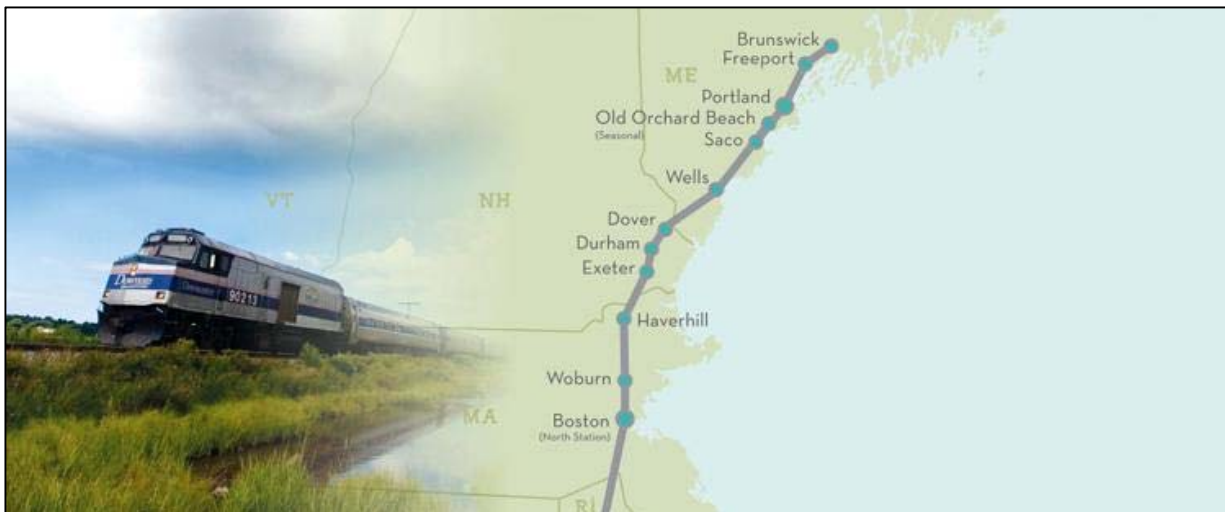 Brunswick
Freeport
ME
Portland
Old Orchard Beach
(Seasonal)
Saco
Wells
VT
NH
Dover
Durham
Exeter
Haverhill
Woburn
MA
Boston
(North Station)
RI
Downeaster
90213